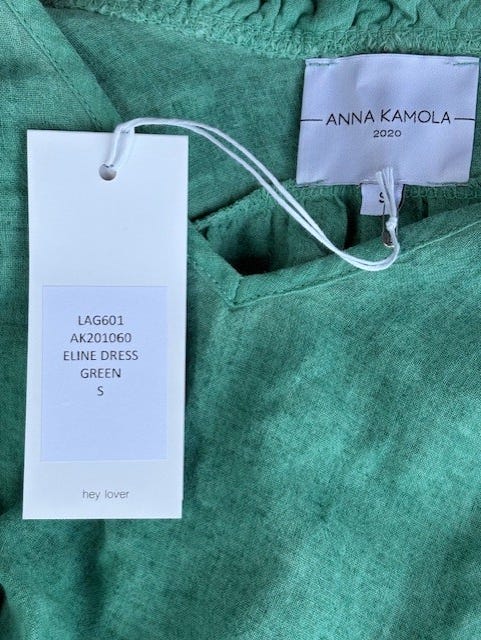 ANNA KAMOLA
2020
S
LAG601
AK201060
ELINE DRESS
GREEN
S
hey lover